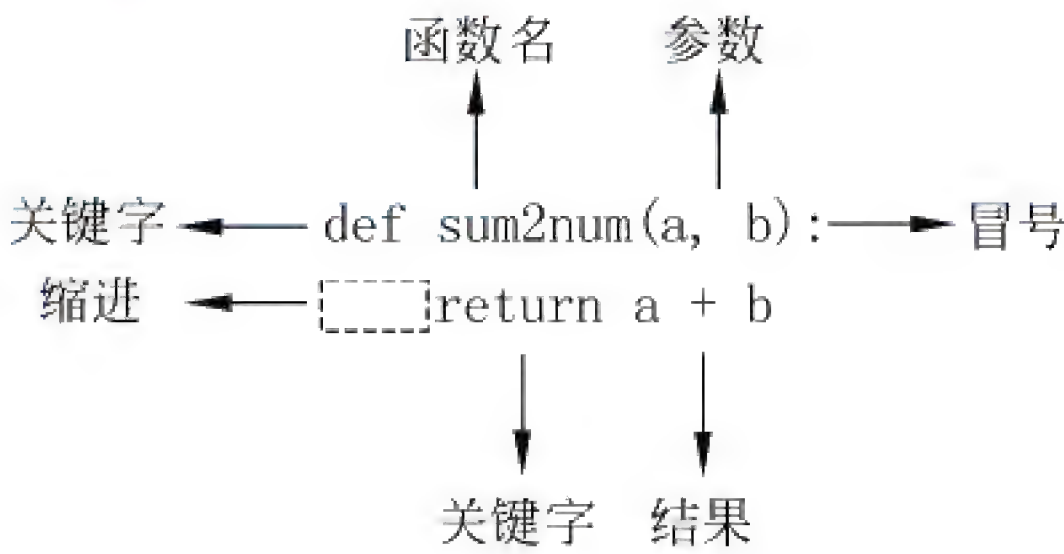 函数名 参数
关键字 def sum2num(a, b): 冒号
缩进 return a + b
关键字 结果